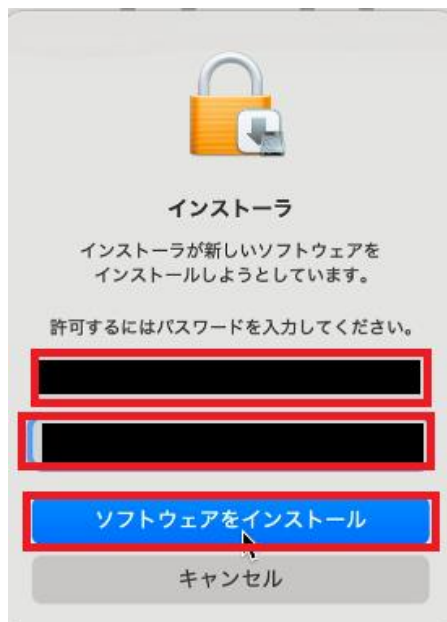 インストーラ
インストーラが新しいソフトウェアを
インストールしようとしています。
許可するにはパスワードを入力してください。
ソフトウェアをインストール
キャンセル